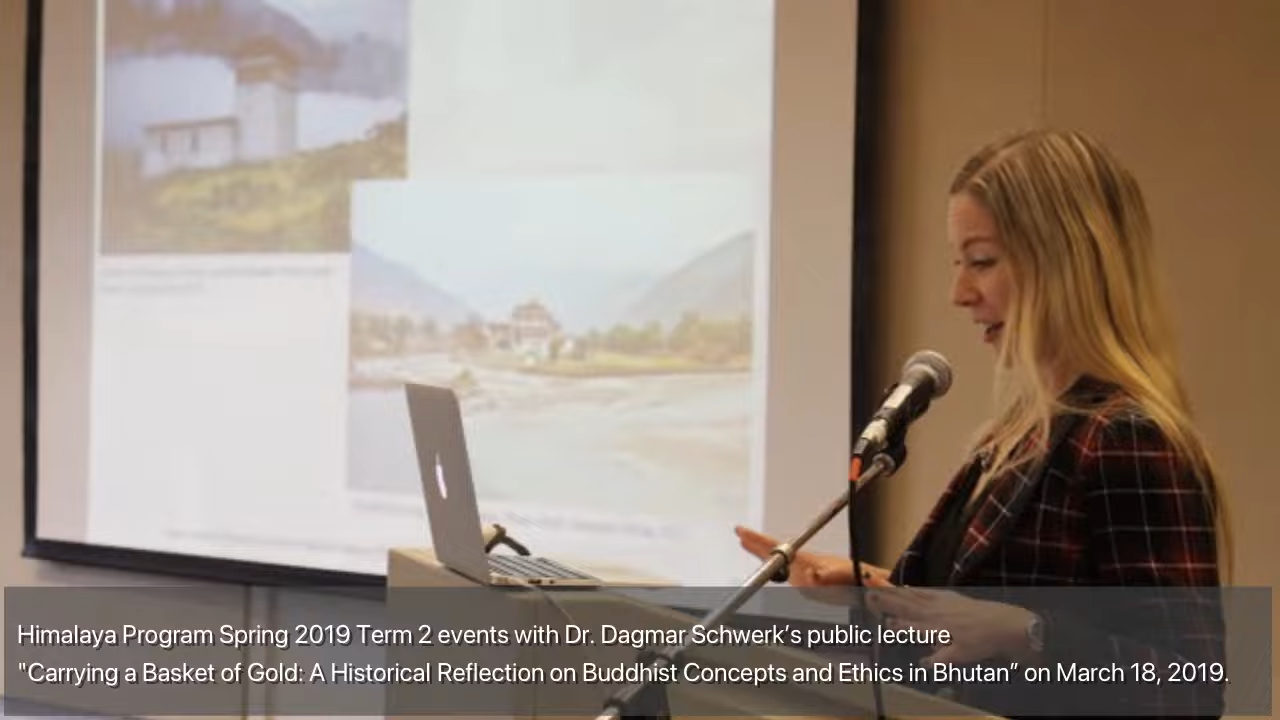 Himalaya Program Spring 2019 Term 2 events with Dr. Dagmar Schwerk’s public lecture
"Carrying a Basket of Gold: A Historical Reflection on Buddhist Concepts and Ethics in Bhutan” on March 18, 2019.